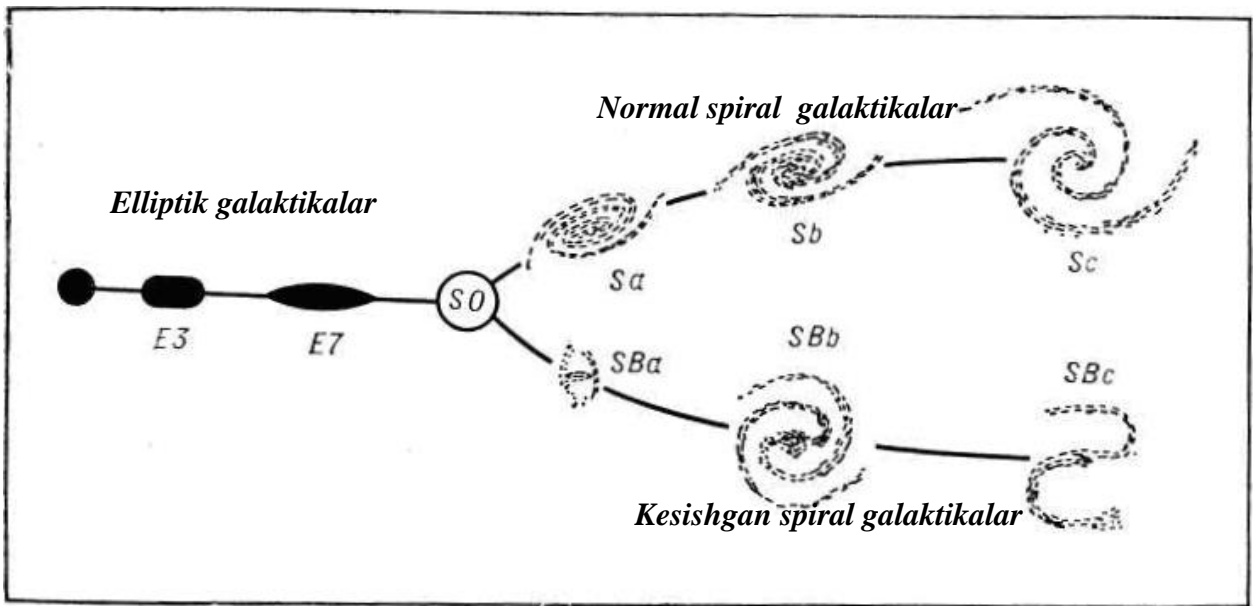 Normal spiral galaktikalar
Elliptik galaktikalar
Sb
Sc
Sa
S0
E3
E7
SBa
SBb
SBc
Kesishgan spiral galaktikalar